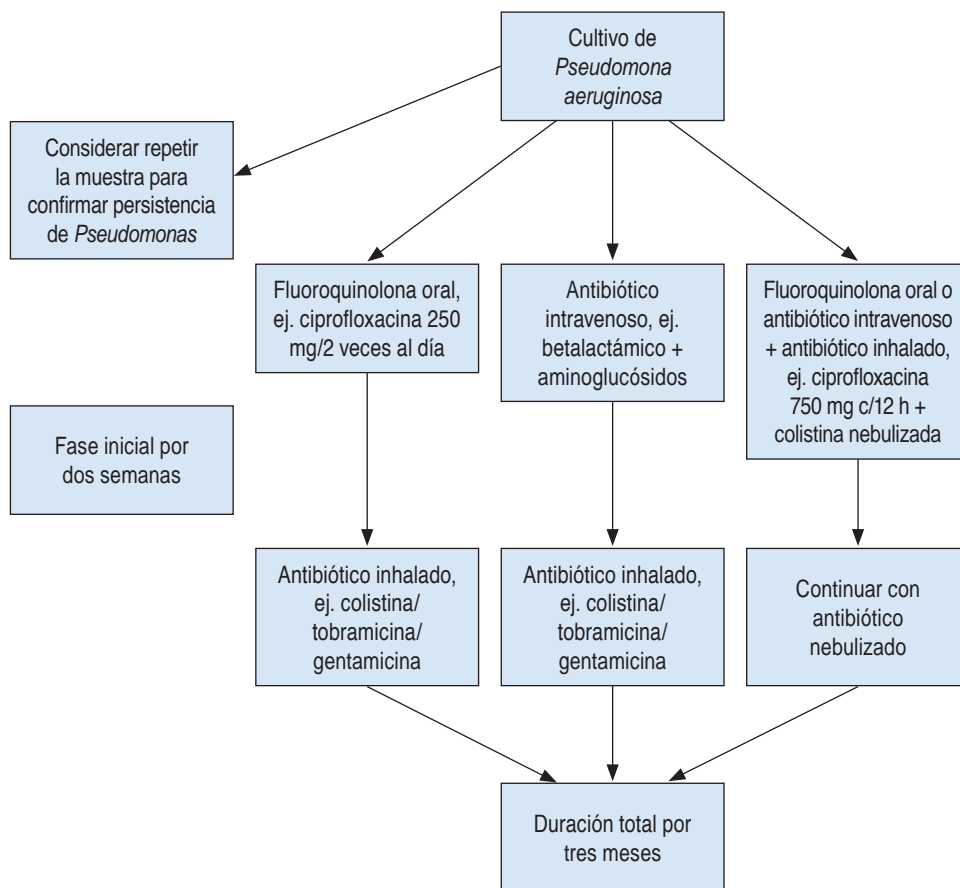 Cultivo de
Pseudomona
aeruginosa
Considerar repetir
la muestra para
confirmar persistencia
de Pseudomonas
Fluoroquinolona oral,
ej. ciprofloxacina 250
mg/2 veces al día
Antibiótico
intravenoso, ej.
betalactámico +
aminoglucósidos
Fluoroquinolona oral o
antibiótico intravenoso
+ antibiótico inhalado,
ej. ciprofloxacina
750 mg c/12 h +
colistina nebulizada
Fase inicial por
dos semanas
Antibiótico inhalado,
ej. colistina/
tobramicina/
gentamicina
Antibiótico inhalado,
ej. colistina/
tobramicina/
gentamicina
Continuar con
antibiótico
nebulizado
Duración total por
tres meses